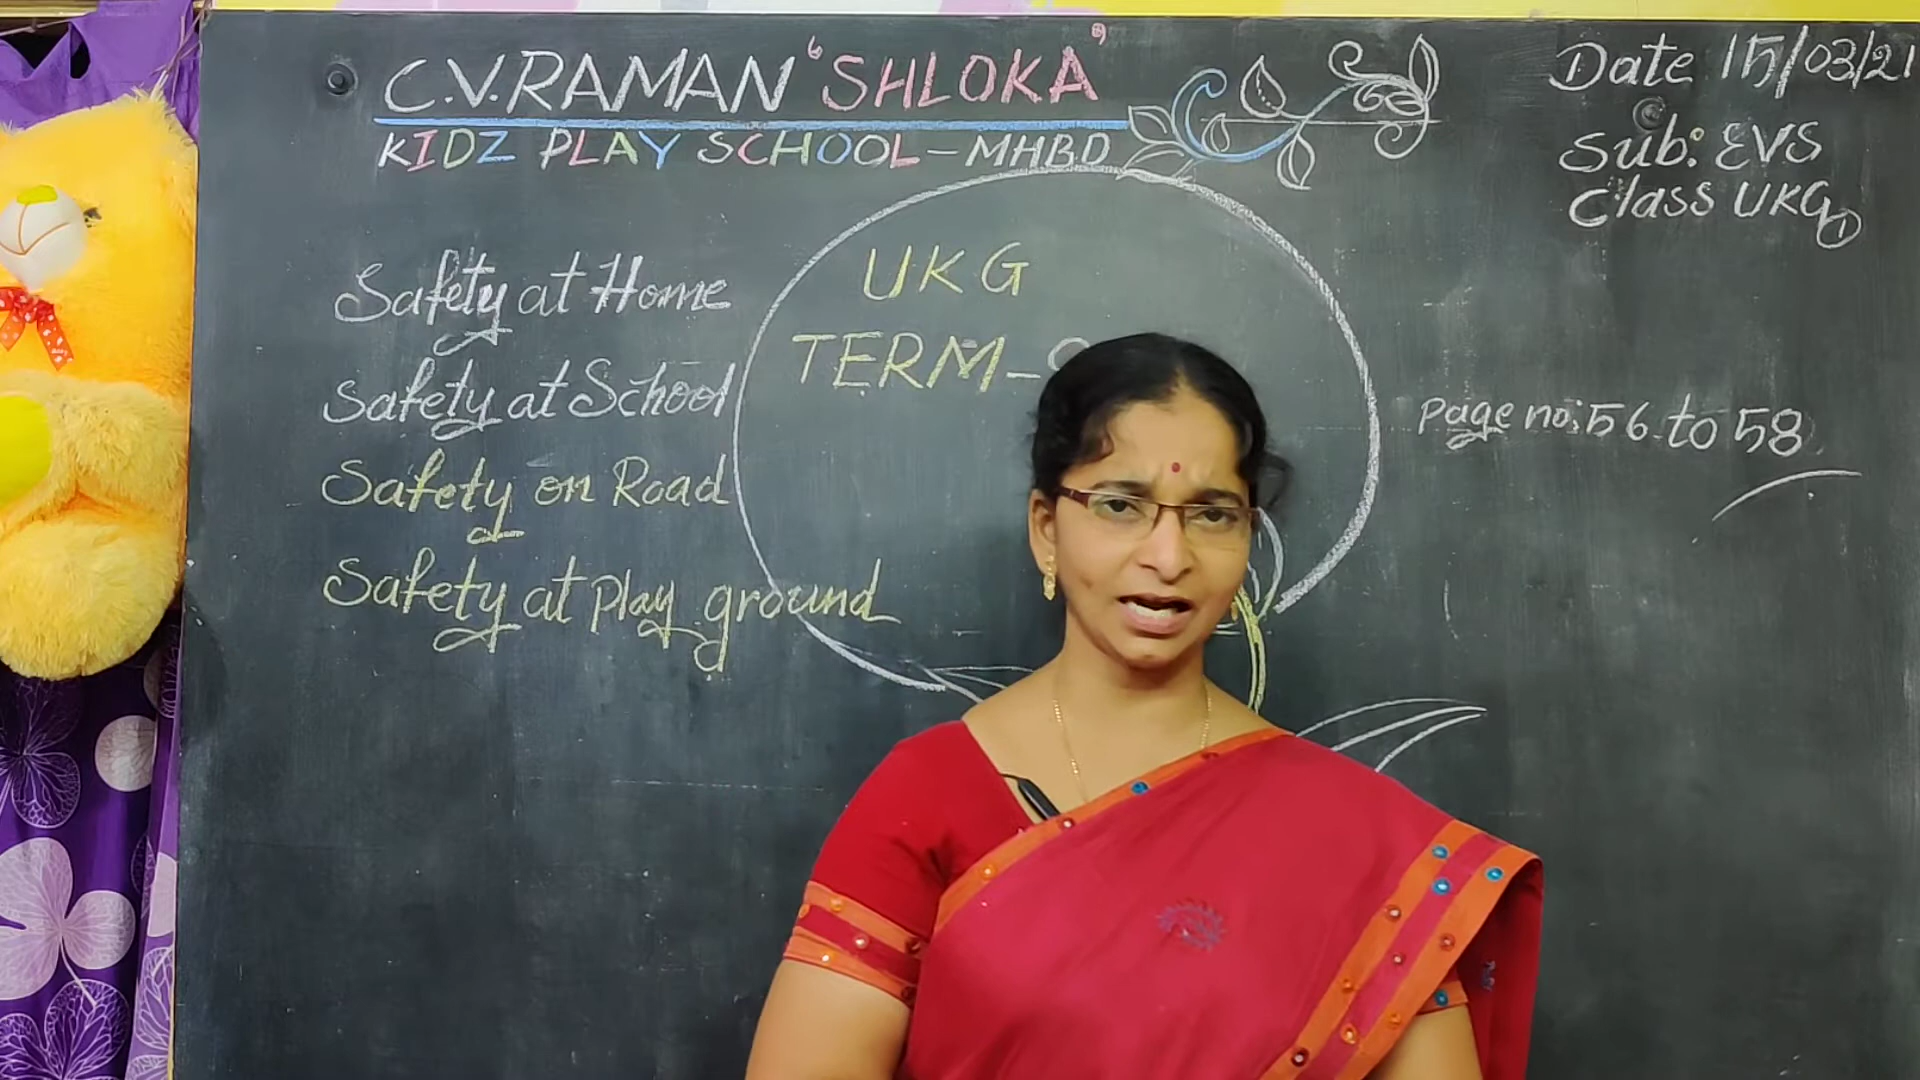 C.V.RAMAN "SHLOKA"
KIDZ PLAY SCHOOL-MHBD
Date 15/03/21
Sub: EVS
Class UKG 1
Safety at Home
Safety at School
Safety on Road
Safety at Play ground
UKG
TERM-
Page no: 56 to 58